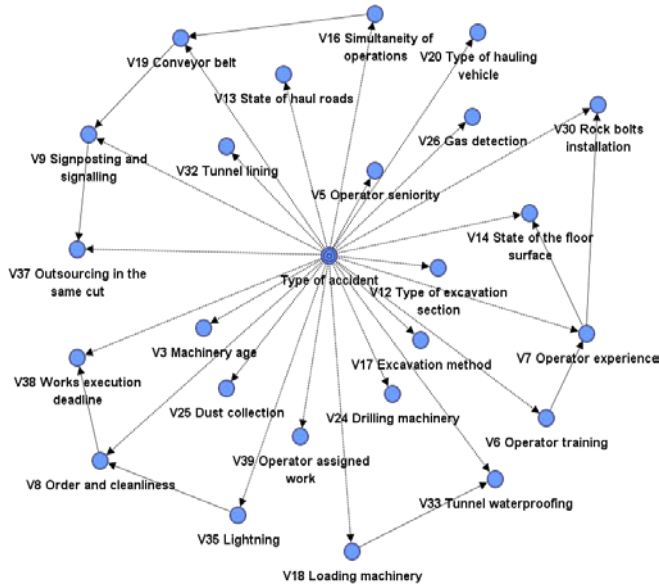 V16 Simultaneity of
operations
V19 Conveyor belt
V20 Type of hauling
vehicle
V13 State of haul roads
V30 Rock bolts
installation
V26 Gas detection
V9 Signposting and
signalling
V32 Tunnel lining
V5 Operator seniority
V14 State of the floor
surface
V37 Outsourcing in the
same cut
Type of accident
V12 Type of excavation
section
V3 Machinery age
V17 Excavation method
V7 Operator experience
V38 Works execution
deadline
V25 Dust collection
V24 Drilling machinery
V6 Operator training
V39 Operator assigned
work
V8 Order and cleanliness
V33 Tunnel waterproofing
V35 Lightning
V18 Loading machinery